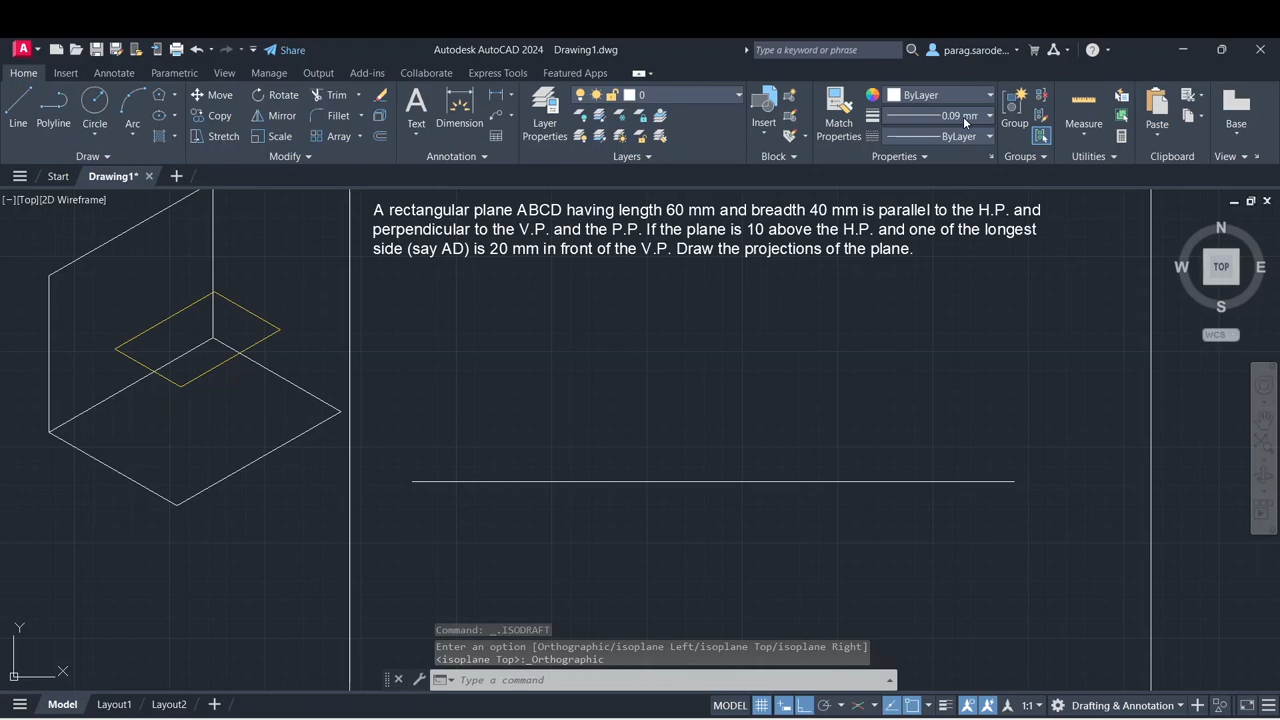 Share
Autodesk AutoCAD 2024 Drawing1.dwg
Type a keyword or phrase
parag.sarode...
Home Insert Annotate Parametric View Manage Output Add-ins Collaborate Express Tools Featured Apps
Line Polyline Circle Arc
Move Rotate Trim
Copy Mirror Fillet
Stretch Scale Array
Text Dimension
Layer Properties
0
Insert
Match Properties
ByLayer
0.09 mm
ByLayer
Group Measure Paste Base
Draw Modify Annotation Layers Block Properties Groups Utilities Clipboard View
Start Drawing1*
[−][Top][2D Wireframe]
A rectangular plane ABCD having length 60 mm and breadth 40 mm is parallel to the H.P. and
perpendicular to the V.P. and the P.P. If the plane is 10 above the H.P. and one of the longest
side (say AD) is 20 mm in front of the V.P. Draw the projections of the plane.
N
W TOP E
S
WCS
Y
X
Command: _.ISODRAFT
Enter an option [Orthographic/isoplane Left/isoplane Top/isoplane Right]
<isoplane Top>:_Orthographic
Type a command
Model Layout1 Layout2
MODEL 1:1 Drafting & Annotation